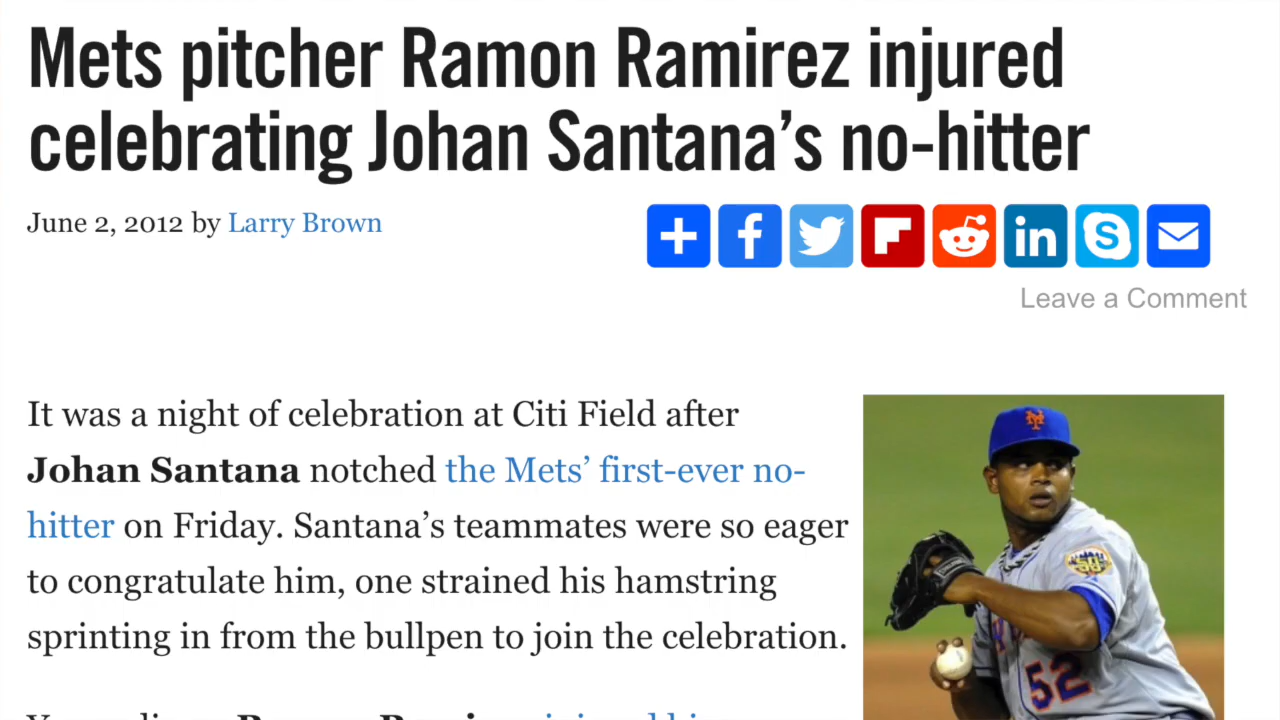 Mets pitcher Ramon Ramirez injured
celebrating Johan Santana’s no-hitter
June 2, 2012 by Larry Brown
Leave a Comment
It was a night of celebration at Citi Field after
Johan Santana notched the Mets’ first-ever no-
hitter on Friday. Santana’s teammates were so eager
to congratulate him, one strained his hamstring
sprinting in from the bullpen to join the celebration.
52